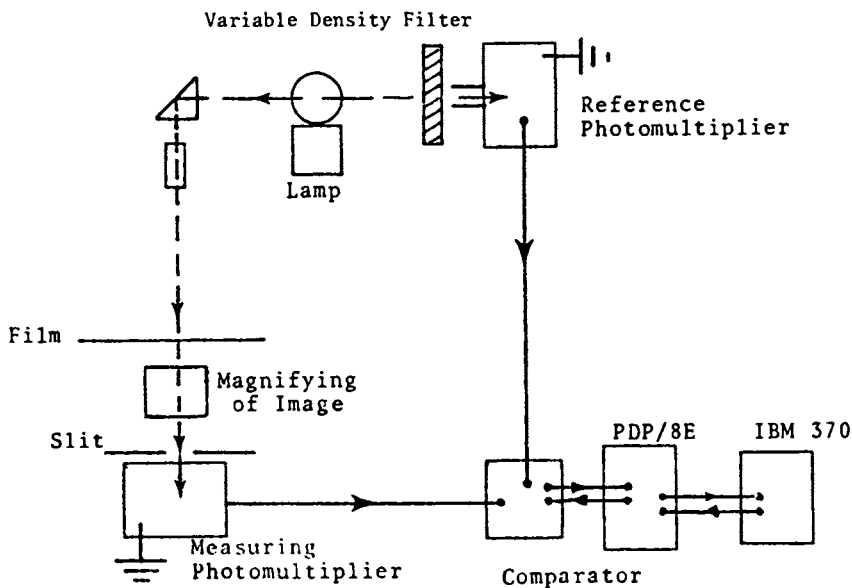 Variable Density Filter
Reference
Photomultiplier
Lamp
Film
Magnifying
of Image
Slit
PDP/8E
IBM 370
Measuring
Photomultiplier
Comparator